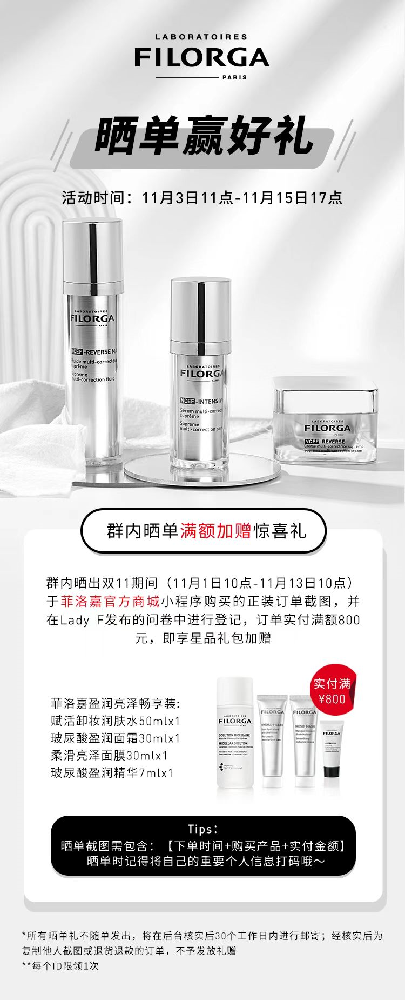 LABORATOIRES
FILORGA
PARIS
晒单赢好礼
活动时间：11月3日11点-11月15日17点
LABORATOIRES
FILORGA
PARIS
NCEF-REVERSE
fluide multi-correcteu
suprême
Supreme
multi-correction fluid
LABORATOIRES
FILORGA
PARIS
NCEF-INTENSIV
Sérum multi-correct
suprême
Supreme
multi-correction ser
LABORATOIRES
FILORGA
PARIS
NCEF-REVERSE
Crème multi-correctrice suprême
Supreme multi-correction cream
群内晒单满额加赠惊喜礼
群内晒出双11期间（11月1日10点-11月13日10点）
于菲洛嘉官方商城小程序购买的正装订单截图，并
在Lady F发布的问卷中进行登记，订单实付满额800
元，即享星品礼包加赠
实付满
¥800
菲洛嘉盈润亮泽畅享装:
赋活卸妆润肤水50mlx1
玻尿酸盈润面霜30mlx1
柔滑亮泽面膜30mlx1
玻尿酸盈润精华7mlx1
LABORATOIRES
FILORGA
PARIS
SOLUTION MICELLAIRE
MICELLAR SOLUTION
FILORGA
HYDRA-FILLER
FILORGA
MESO-MASK
Smoothing
radiance mask
FILORGA
HYDRA-HYAL
Tips：
晒单截图需包含：【下单时间+购买产品+实付金额】
晒单时记得将自己的重要个人信息打码哦～
*所有晒单礼不随单发出，将在后台核实后30个工作日内进行邮寄；经核实后为
复制他人截图或退货退款的订单，不予发放礼赠
**每个ID限领1次